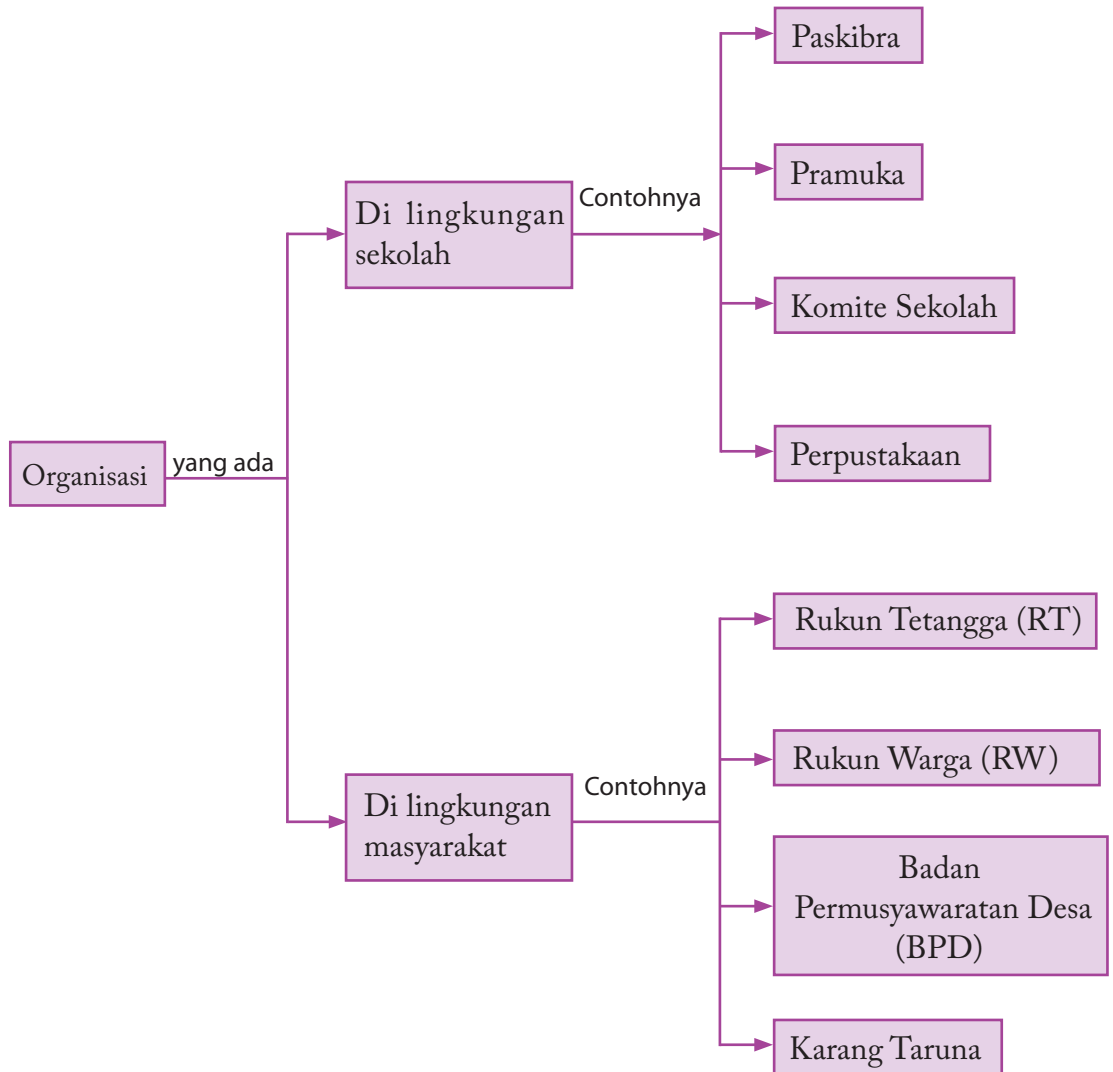 Organisasi
yang ada
Di lingkungan
sekolah
Contohnya
Paskibra
Pramuka
Komite Sekolah
Perpustakaan
Di lingkungan
masyarakat
Contohnya
Rukun Tetangga (RT)
Rukun Warga (RW)
Badan
Permusyawaratan Desa
(BPD)
Karang Taruna